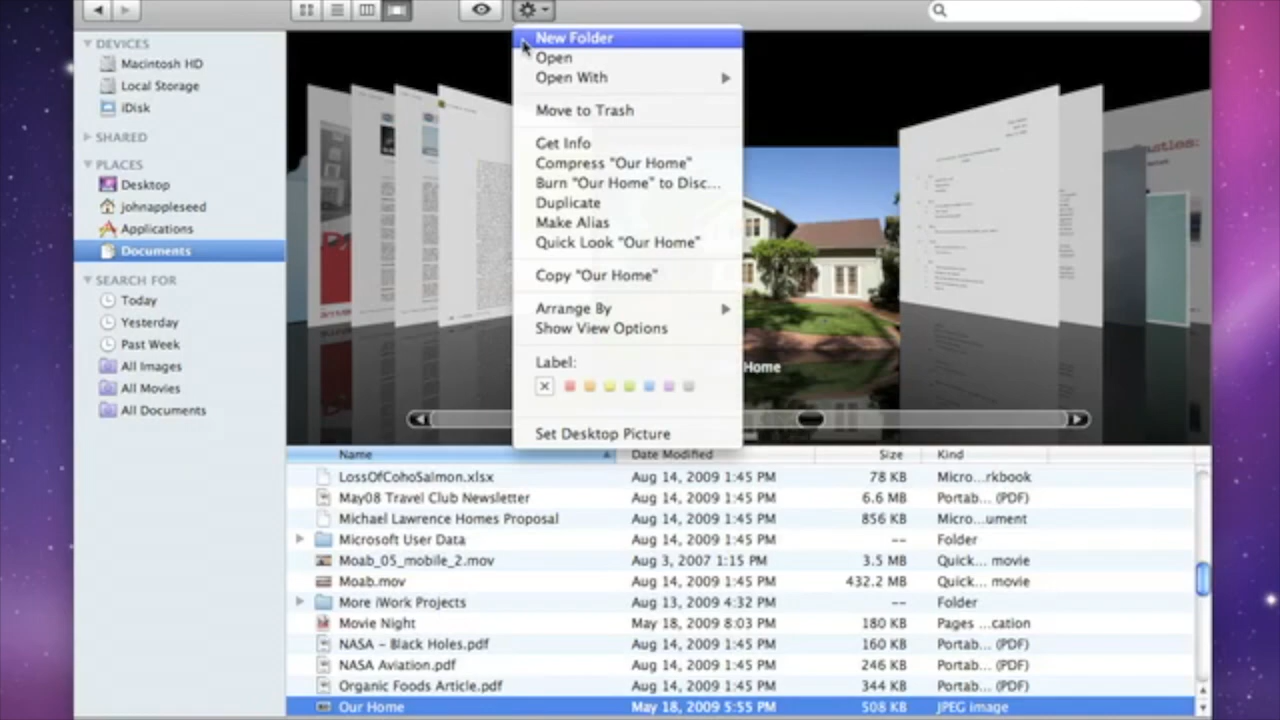 DEVICES
Macintosh HD
Local Storage
iDisk
SHARED
PLACES
Desktop
johnappleseed
Applications
Documents
SEARCH FOR
Today
Yesterday
Past Week
All Images
All Movies
All Documents
New Folder
Open
Open With
Move to Trash
Get Info
Compress “Our Home”
Burn “Our Home” to Disc...
Duplicate
Make Alias
Quick Look “Our Home”
Copy “Our Home”
Arrange By
Show View Options
Label:
Set Desktop Picture
Home
Name Date Modified Size Kind
LossOfCohoSalmon.xlsx Aug 14, 2009 1:45 PM 78 KB Micro...rkbook
May08 Travel Club Newsletter Aug 14, 2009 1:45 PM 6.6 MB Portab... (PDF)
Michael Lawrence Homes Proposal Aug 14, 2009 1:45 PM 856 KB Micro...ument
Microsoft User Data Aug 14, 2009 1:45 PM -- Folder
Moab_05_mobile_2.mov Aug 3, 2007 1:15 PM 3.5 MB Quick... movie
Moab.mov Aug 14, 2009 1:45 PM 432.2 MB Quick... movie
More iWork Projects Aug 13, 2009 4:32 PM -- Folder
Movie Night May 18, 2009 8:03 PM 180 KB Pages ...cation
NASA – Black Holes.pdf Aug 14, 2009 1:45 PM 160 KB Portab... (PDF)
NASA Aviation.pdf Aug 14, 2009 1:45 PM 246 KB Portab... (PDF)
Organic Foods Article.pdf Aug 14, 2009 1:45 PM 344 KB Portab... (PDF)
Our Home May 18, 2009 5:55 PM 508 KB JPEG image